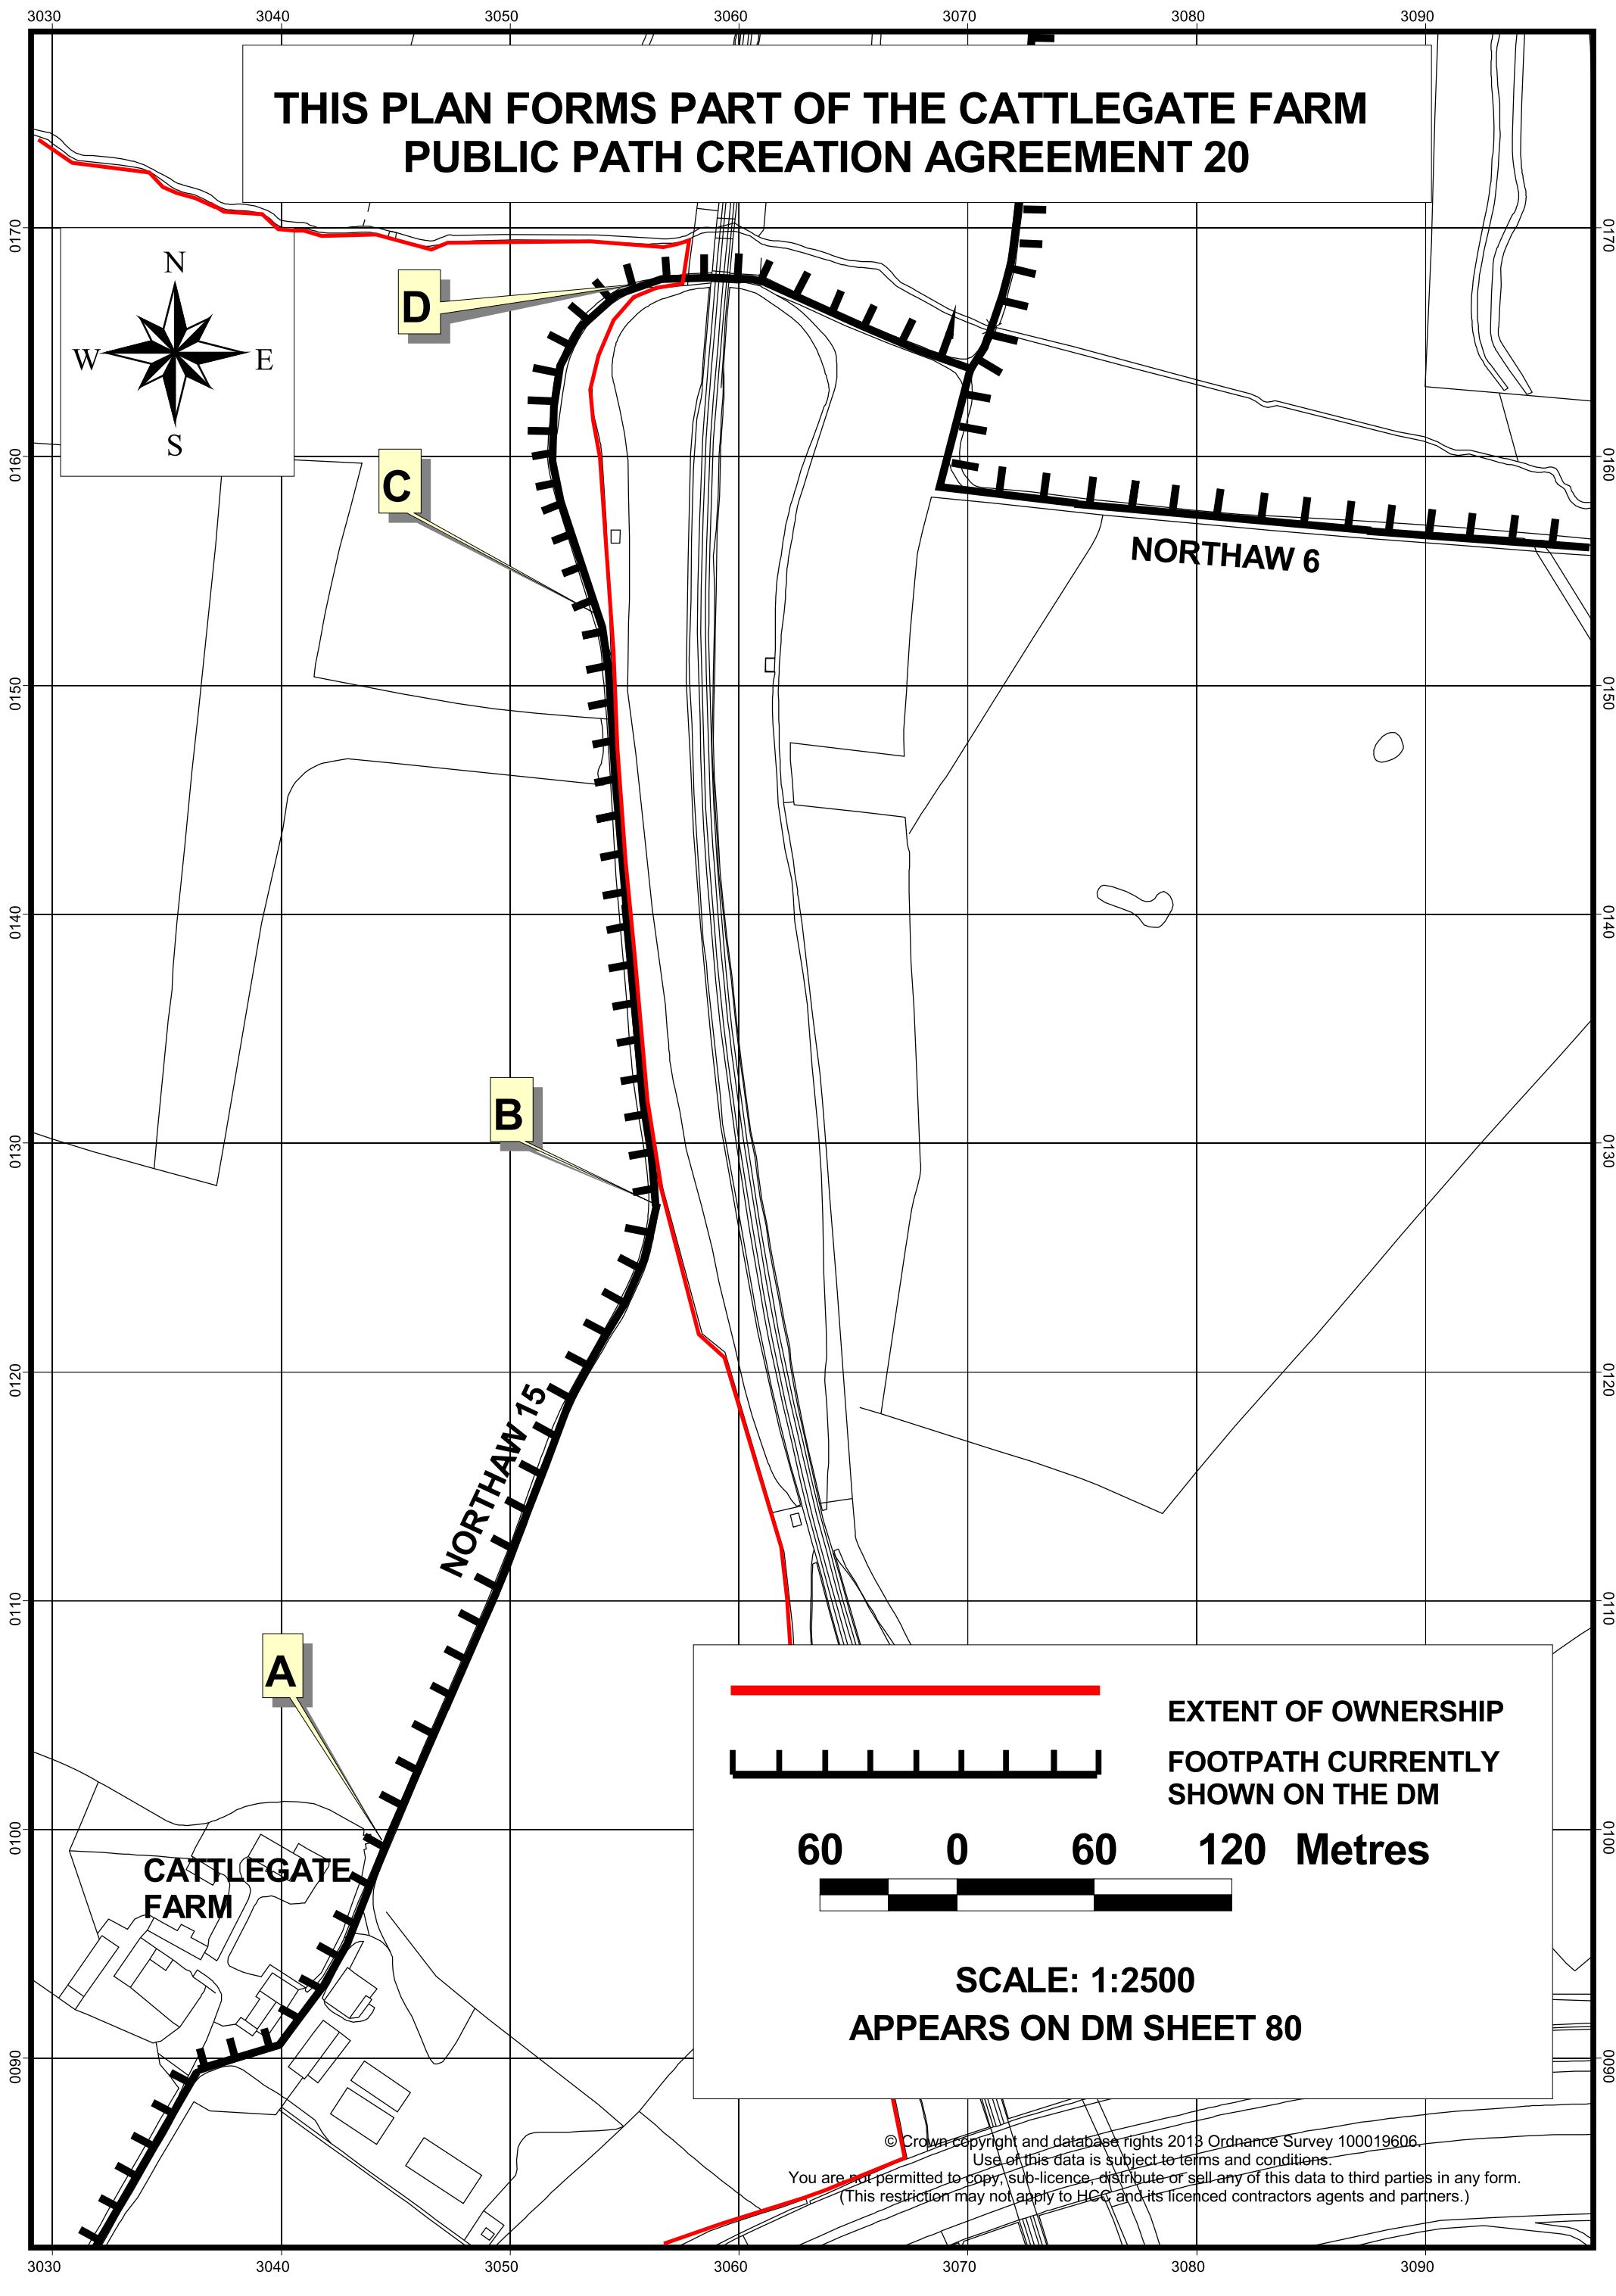 3030 3040 3050 3060 3070 3080 3090
THIS PLAN FORMS PART OF THE CATTLEGATE FARM
PUBLIC PATH CREATION AGREEMENT 20
0170 0170
N
W E
S
D
C
0160 0160
NORTHAW 6
0150 0150
0140 0140
B
0130 0130
0120 0120
NORTHAW 15
0110 0110
A
EXTENT OF OWNERSHIP
FOOTPATH CURRENTLY
SHOWN ON THE DM
0100 0100
60 0 60 120 Metres
CATTLEGATE
FARM
SCALE: 1:2500
APPEARS ON DM SHEET 80
0090 0090
© Crown copyright and database rights 2013 Ordnance Survey 100019606.
Use of this data is subject to terms and conditions.
You are not permitted to copy, sub-licence, distribute or sell any of this data to third parties in any form.
(This restriction may not apply to HCC and its licenced contractors agents and partners.)
3030 3040 3050 3060 3070 3080 3090